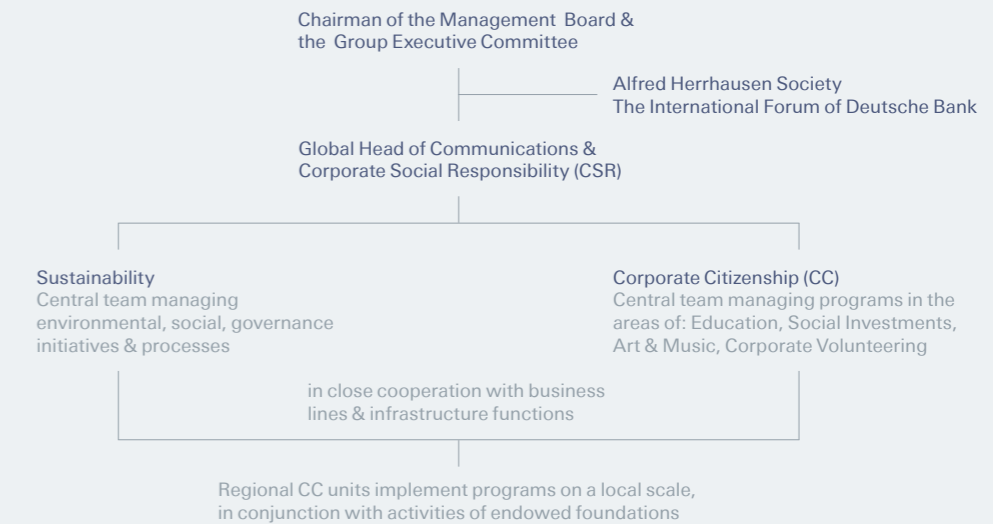 Chairman of the Management Board &
the Group Executive Committee
Alfred Herrhausen Society
The International Forum of Deutsche Bank
Global Head of Communications &
Corporate Social Responsibility (CSR)
Sustainability
Central team managing
environmental, social, governance
initiatives & processes
Corporate Citizenship (CC)
Central team managing programs in the
areas of: Education, Social Investments,
Art & Music, Corporate Volunteering
in close cooperation with business
lines & infrastructure functions
Regional CC units implement programs on a local scale,
in conjunction with activities of endowed foundations